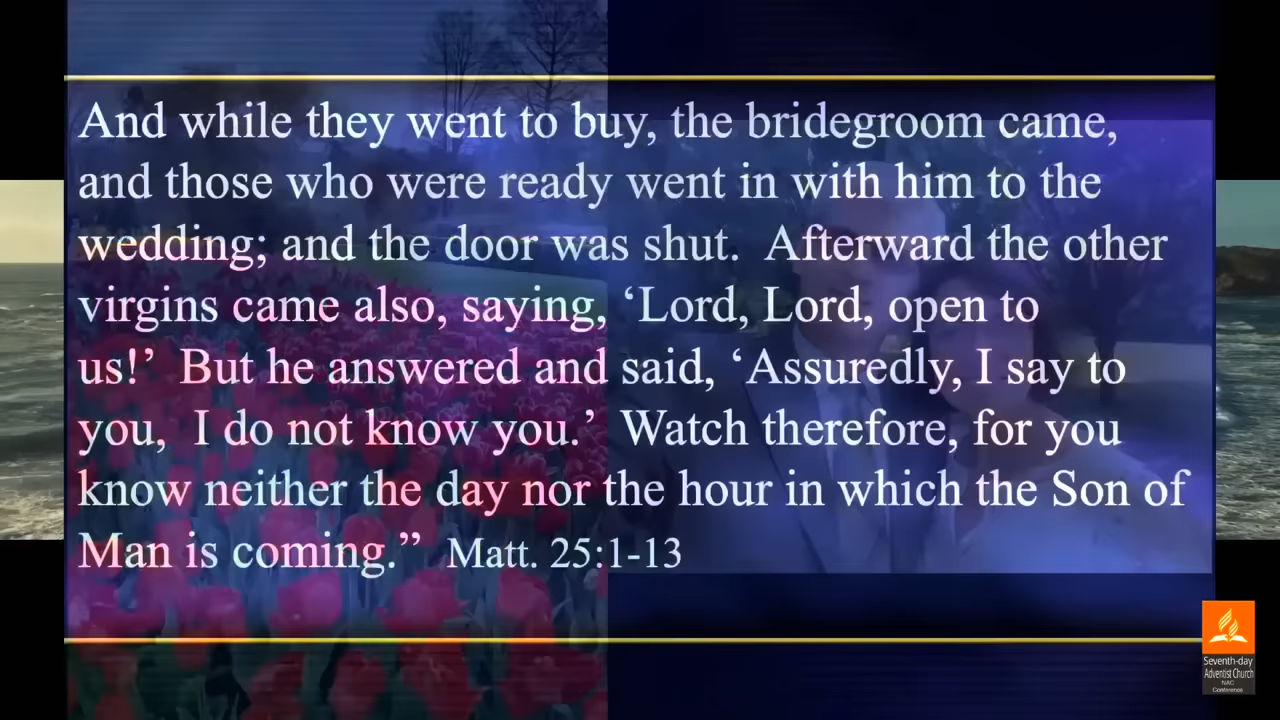 And while they went to buy, the bridegroom came,
and those who were ready went in with him to the
wedding; and the door was shut.  Afterward the other
virgins came also, saying, ‘Lord, Lord, open to
us!’  But he answered and said, ‘Assuredly, I say to
you,  I do not know you.’  Watch therefore, for you
know neither the day nor the hour in which the Son of
Man is coming.”  Matt. 25:1-13
Seventh-day
Adventist Church
NAC
Conference